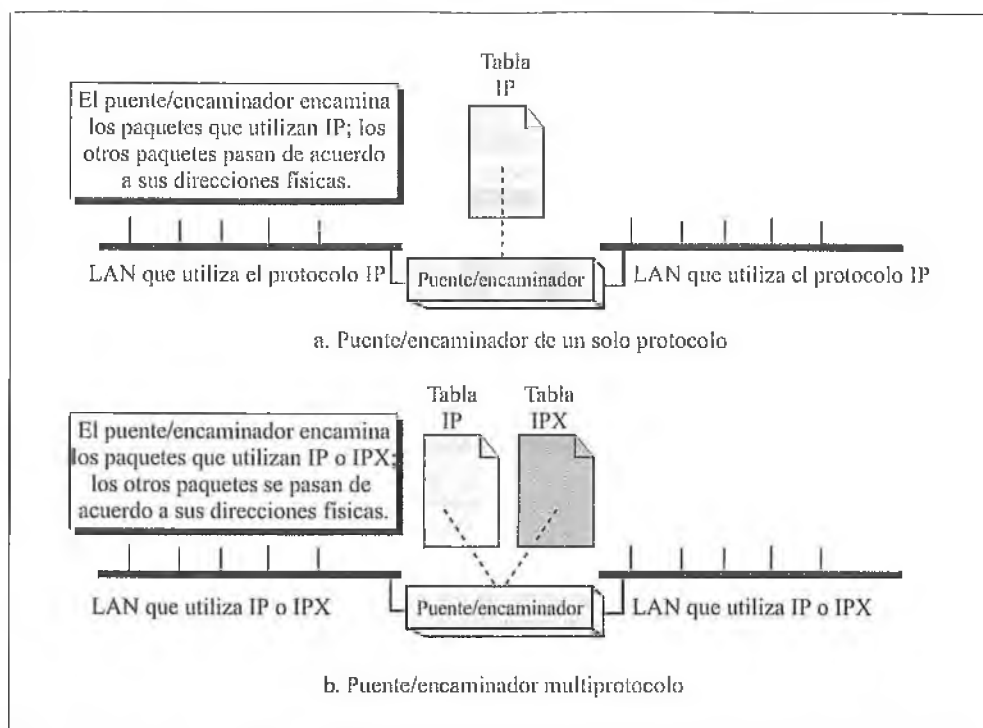 Tabla
IP
El puente/encaminador encamina
los paquetes que utilizan IP; los
otros paquetes pasan de acuerdo
a sus direcciones físicas.
LAN que utiliza el protocolo IP
Puente/encaminador
LAN que utiliza el protocolo IP
a. Puente/encaminador de un solo protocolo
Tabla
IP
Tabla
IPX
El puente/encaminador encamina
los paquetes que utilizan IP o IPX;
los otros paquetes se pasan de
acuerdo a sus direcciones físicas.
LAN que utiliza IP o IPX
Puente/encaminador
LAN que utiliza IP o IPX
b. Puente/encaminador multiprotocolo